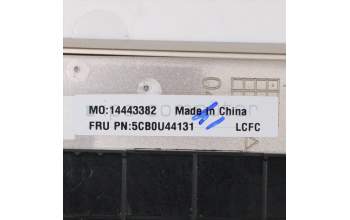 MO:14443382 Made in China
FRU PN:5CB0U44131 LCFC